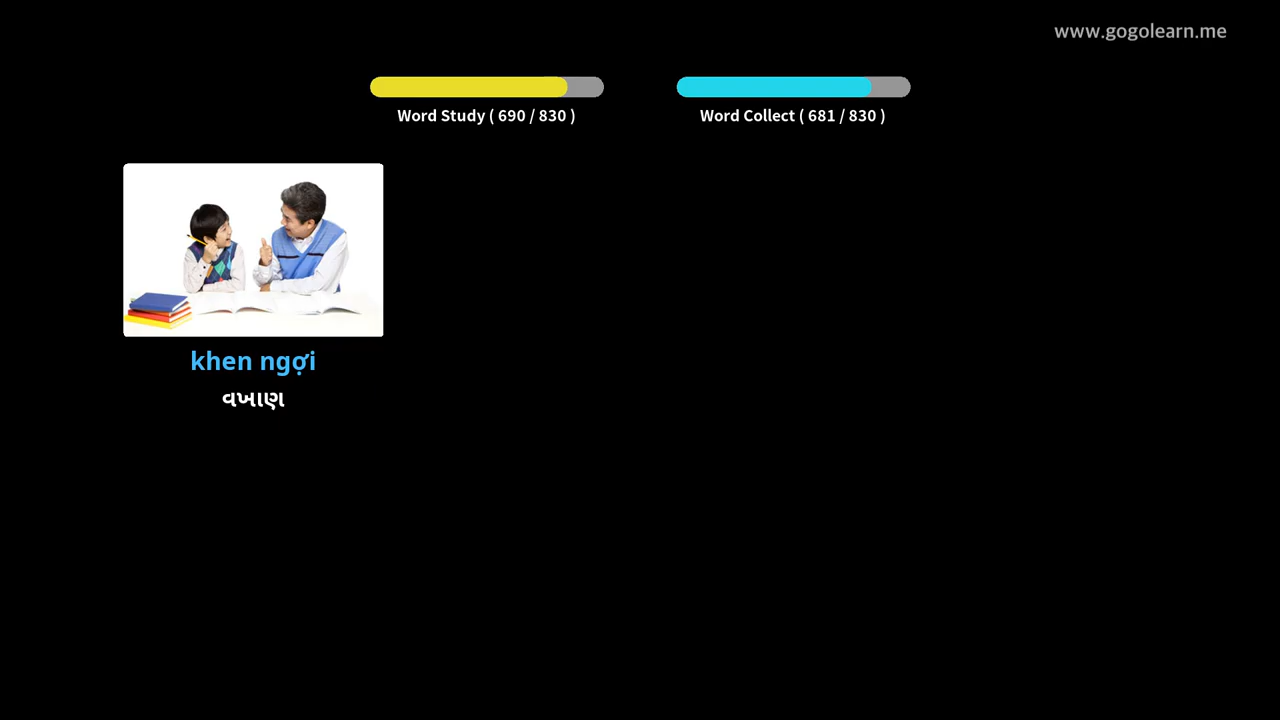 www.gogolearn.me
Word Study ( 690 / 830 )
Word Collect ( 681 / 830 )
khen ngợi
વખાણ